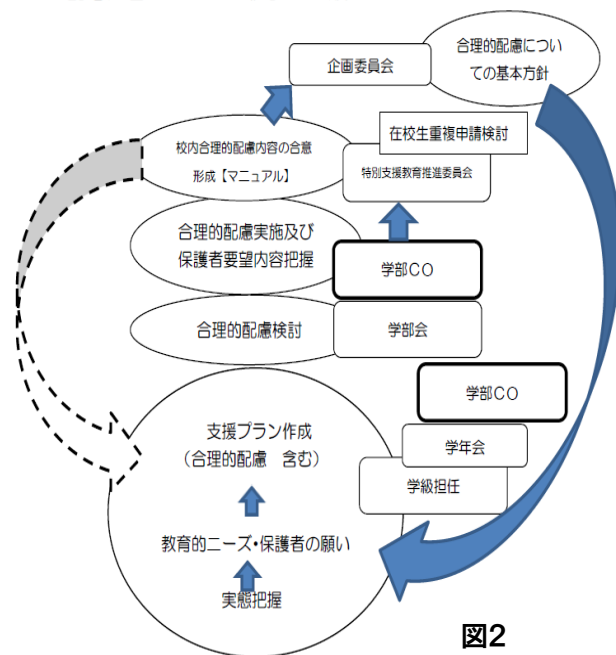 企画委員会
合理的配慮につい
ての基本方針
在校生重複申請検討
校内合理的配慮内容の合意
形成【マニュアル】
特別支援教育推進委員会
合理的配慮実施及び
保護者要望内容把握
学部CO
合理的配慮検討
学部会
学部CO
支援プラン作成
（合理的配慮　含む）
学年会
学級担任
教育的ニーズ・保護者の願い
実態把握
図2